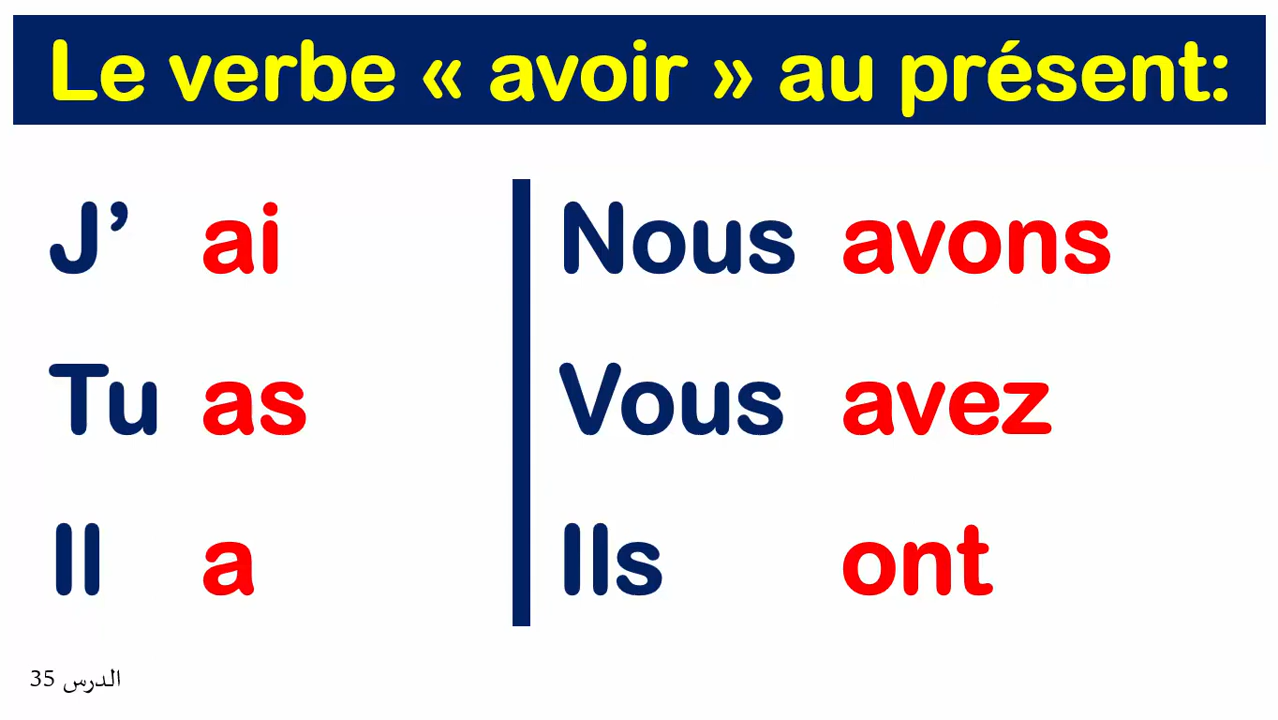 Le verbe « avoir » au présent:
J’ ai
Tu as
Il a
Nous avons
Vous avez
Ils ont
الدرس 35